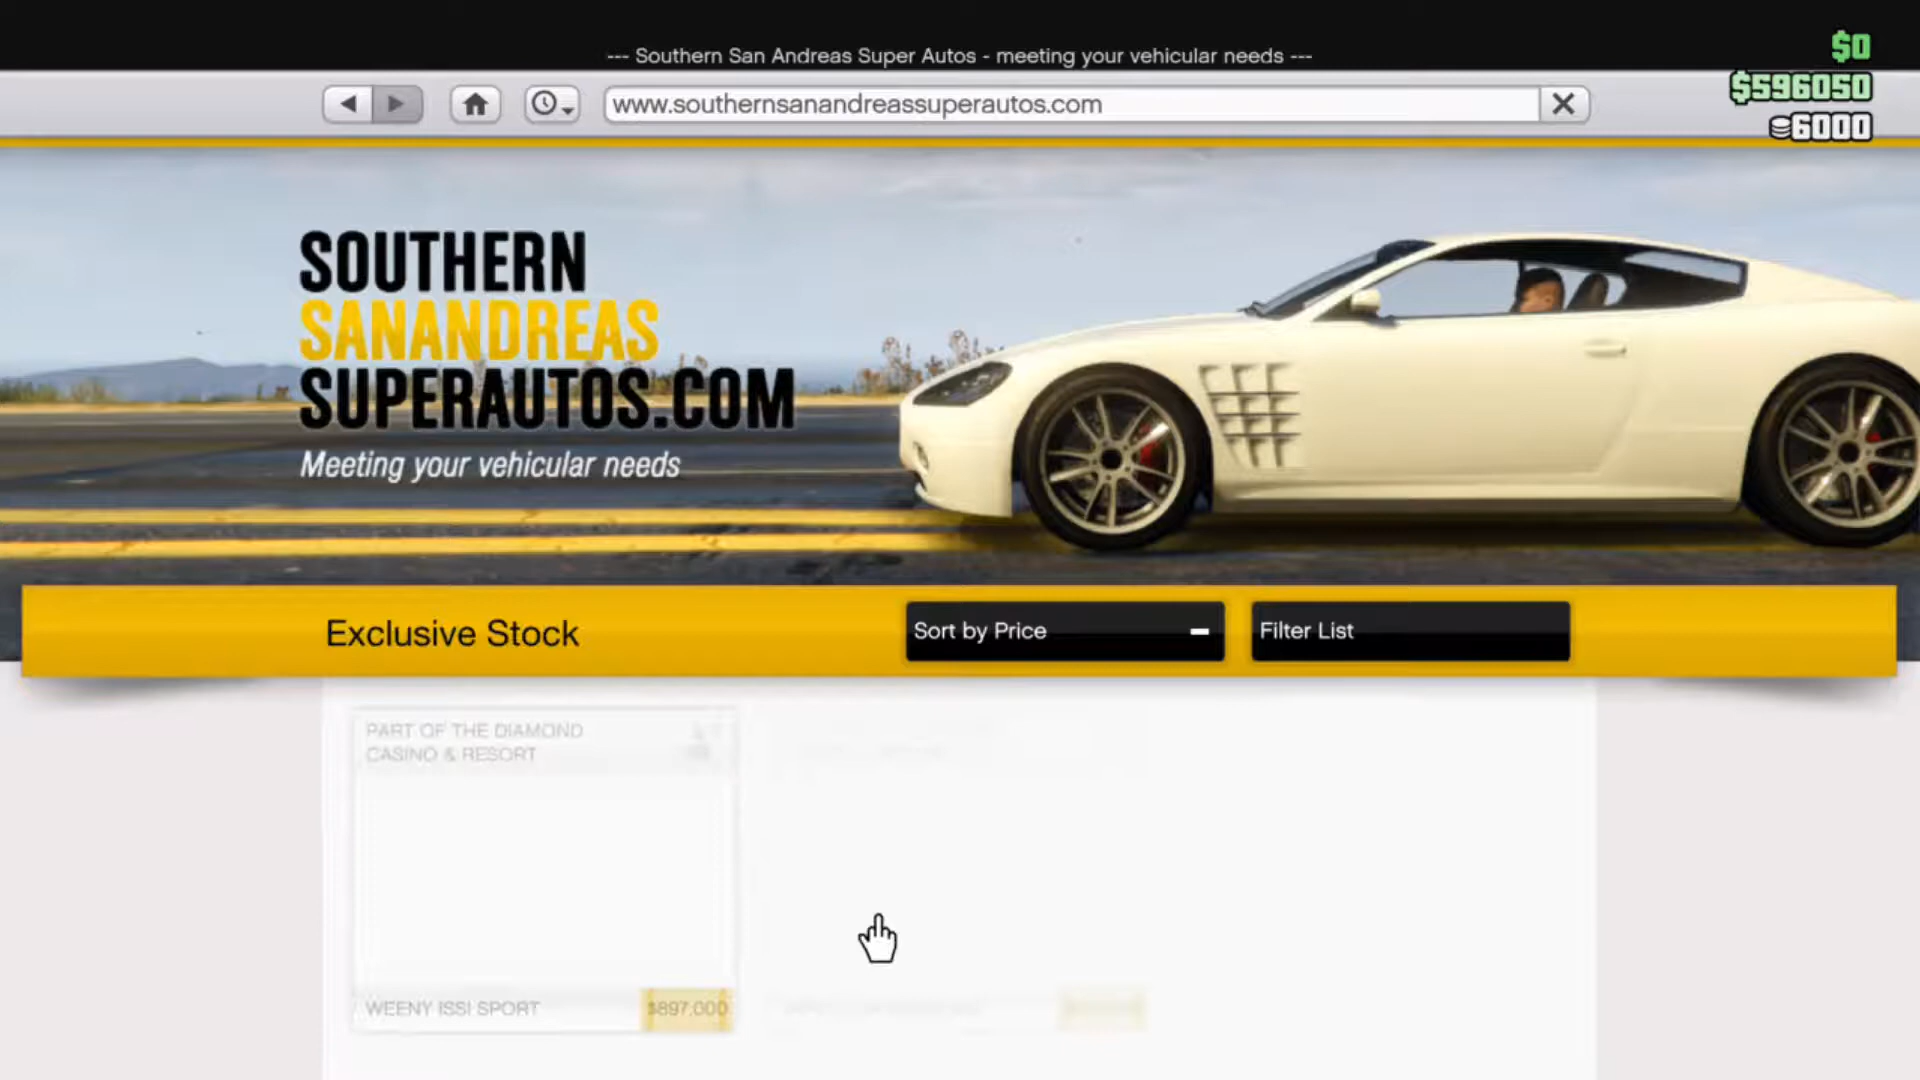 --- Southern San Andreas Super Autos - meeting your vehicular needs ---
$0
$596050
6000
www.southernsanandreassuperautos.com
SOUTHERN
SANANDREAS
SUPERAUTOS.COM
Meeting your vehicular needs
Exclusive Stock
Sort by Price
Filter List
PART OF THE DIAMOND
CASINO & RESORT
WEENY ISSI SPORT
$897,000